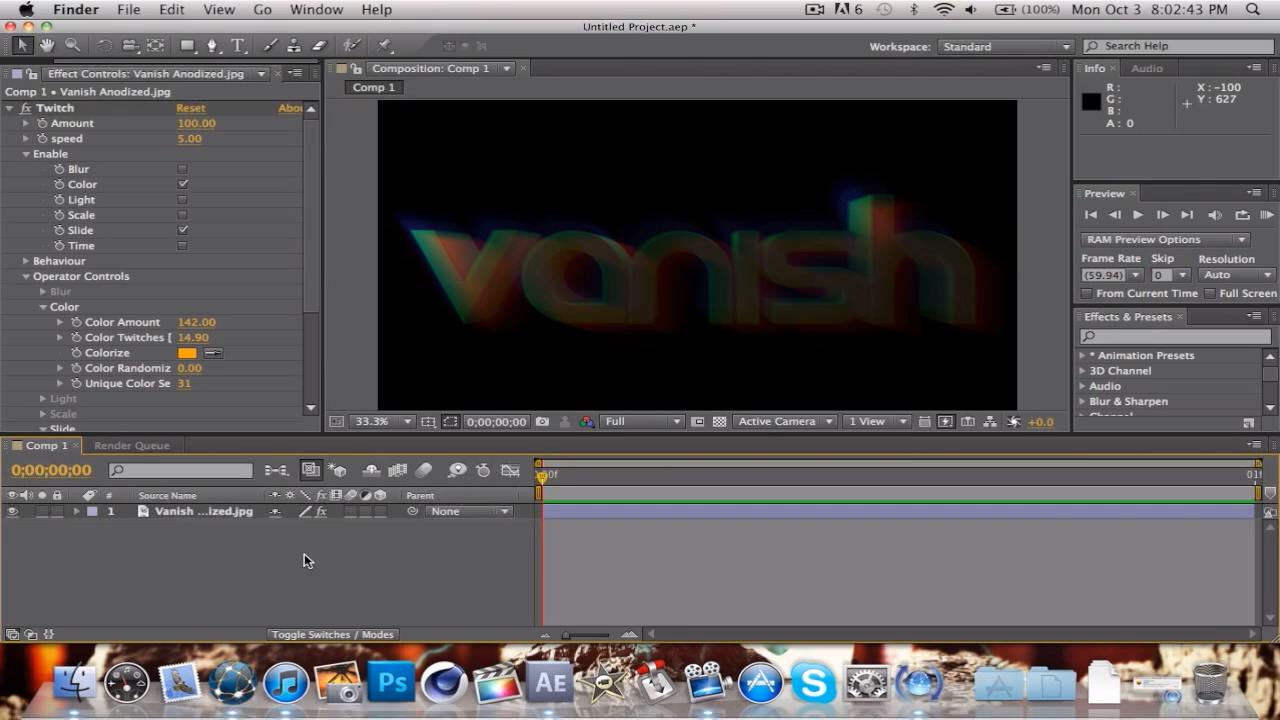 Finder File Edit View Go Window Help
6 (100%) Mon Oct 3 8:02:43 PM
Untitled Project.aep *
Workspace: Standard
Search Help
Effect Controls: Vanish Anodized.jpg
Comp 1 • Vanish Anodized.jpg
Twitch Reset Abou
Amount 100.00
speed 5.00
Enable
Blur
Color
Light
Scale
Slide
Time
Behaviour
Operator Controls
Blur
Color
Color Amount 142.00
Color Twitches [ 14.90
Colorize
Color Randomiz 0.00
Unique Color Se 31
Light
Scale
Slide
Composition: Comp 1
Comp 1
vanish
33.3% 0;00;00;00 Full Active Camera 1 View +0.0
Info Audio
R : X : -100
G : Y : 627
B :
A : 0
Preview
RAM Preview Options
Frame Rate Skip Resolution
(59.94) 0 Auto
From Current Time Full Screen
Effects & Presets
* Animation Presets
3D Channel
Audio
Blur & Sharpen
Channel
Comp 1 Render Queue
0;00;00;00
# Source Name fx Parent
1 Vanish ...ized.jpg fx None
Toggle Switches / Modes
:00f 01f
Ps AE S